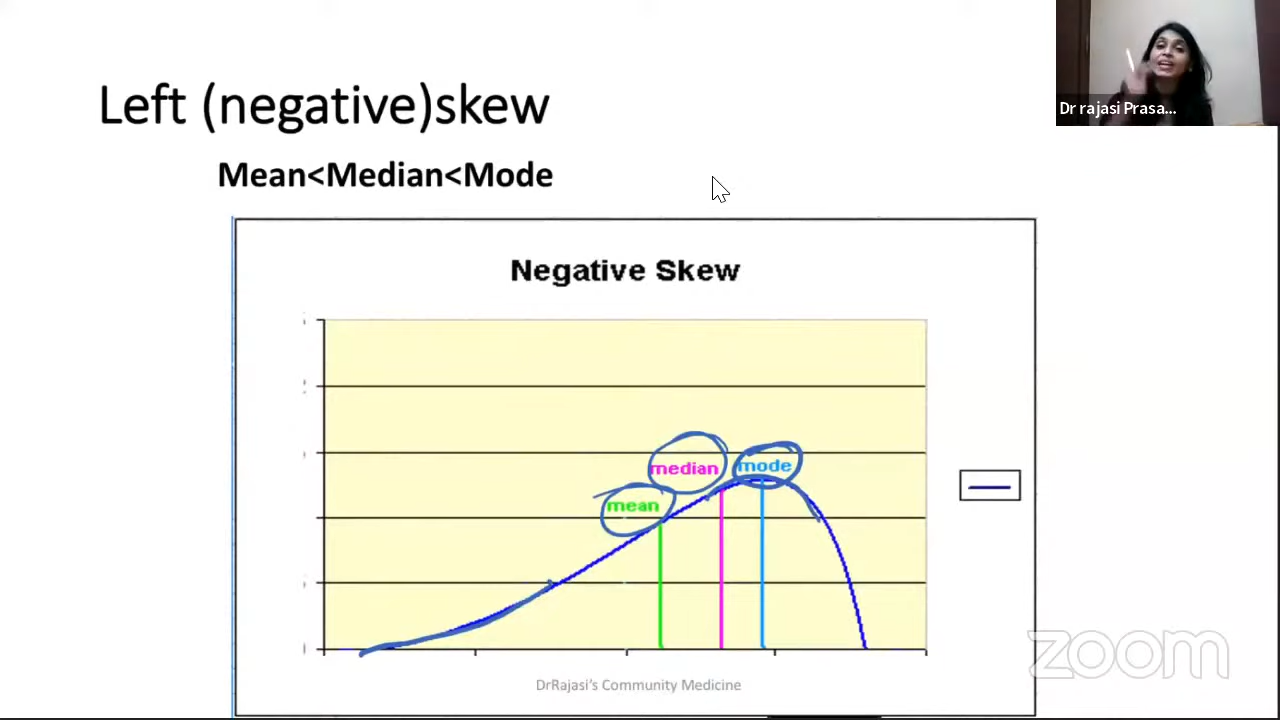 Left (negative)skew
Dr rajasi Prasa...
Mean<Median<Mode
Negative Skew
median
mode
mean
DrRajasi's Community Medicine
zoom